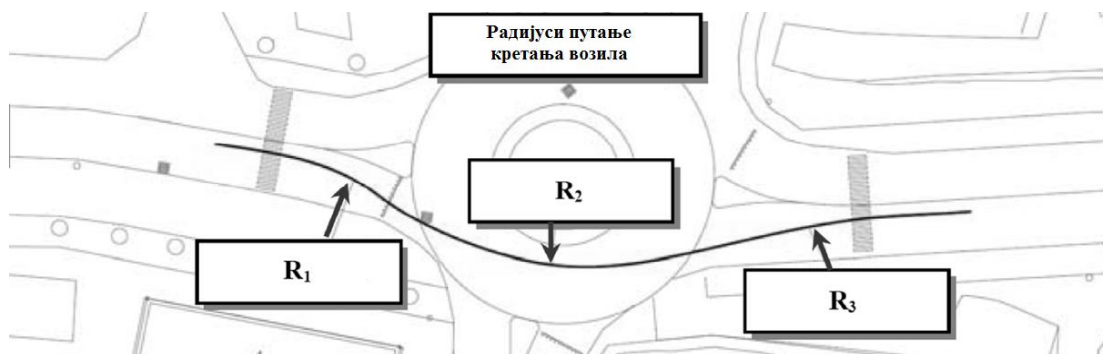 Радијуси путање
кретања возила
R₂
R₁
R₃